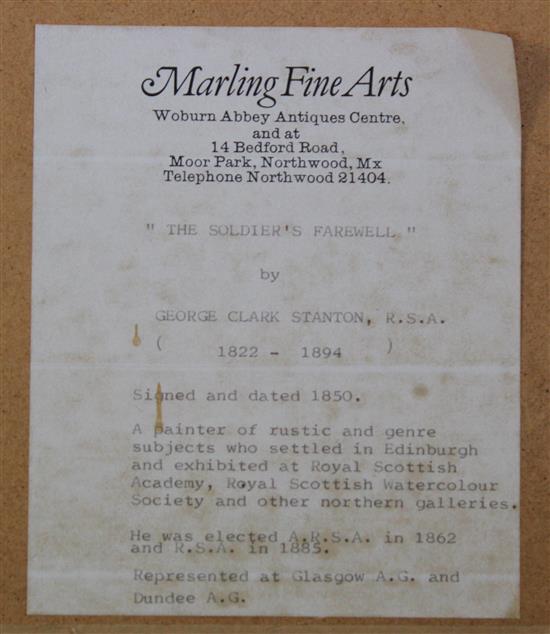 Marling Fine Arts
Woburn Abbey Antiques Centre,
and at
14 Bedford Road,
Moor Park, Northwood, Mx
Telephone Northwood 21404.
" THE SOLDIER'S FAREWELL "
by
GEORGE CLARK STANTON, R.S.A.
( 1822 - 1894 )
Signed and dated 1850.
A painter of rustic and genre
subjects who settled in Edinburgh
and exhibited at Royal Scottish
Academy, Royal Scottish Watercolour
Society and other northern galleries.
He was elected A.R.S.A. in 1862
and R.S.A. in 1885.
Represented at Glasgow A.G. and
Dundee A.G.